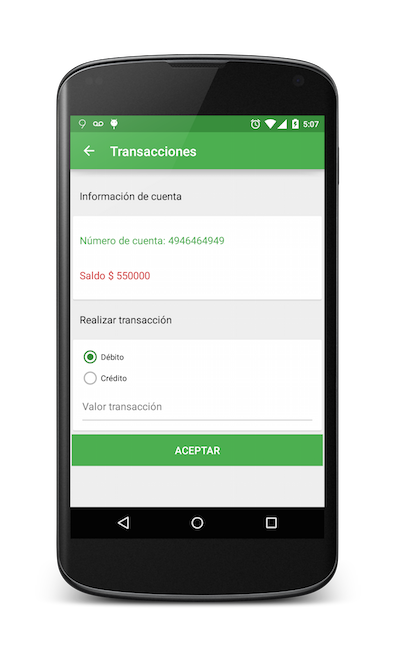 5:07
Transacciones
Información de cuenta
Número de cuenta: 4946464949
Saldo $ 550000
Realizar transacción
Débito
Crédito
Valor transacción
ACEPTAR